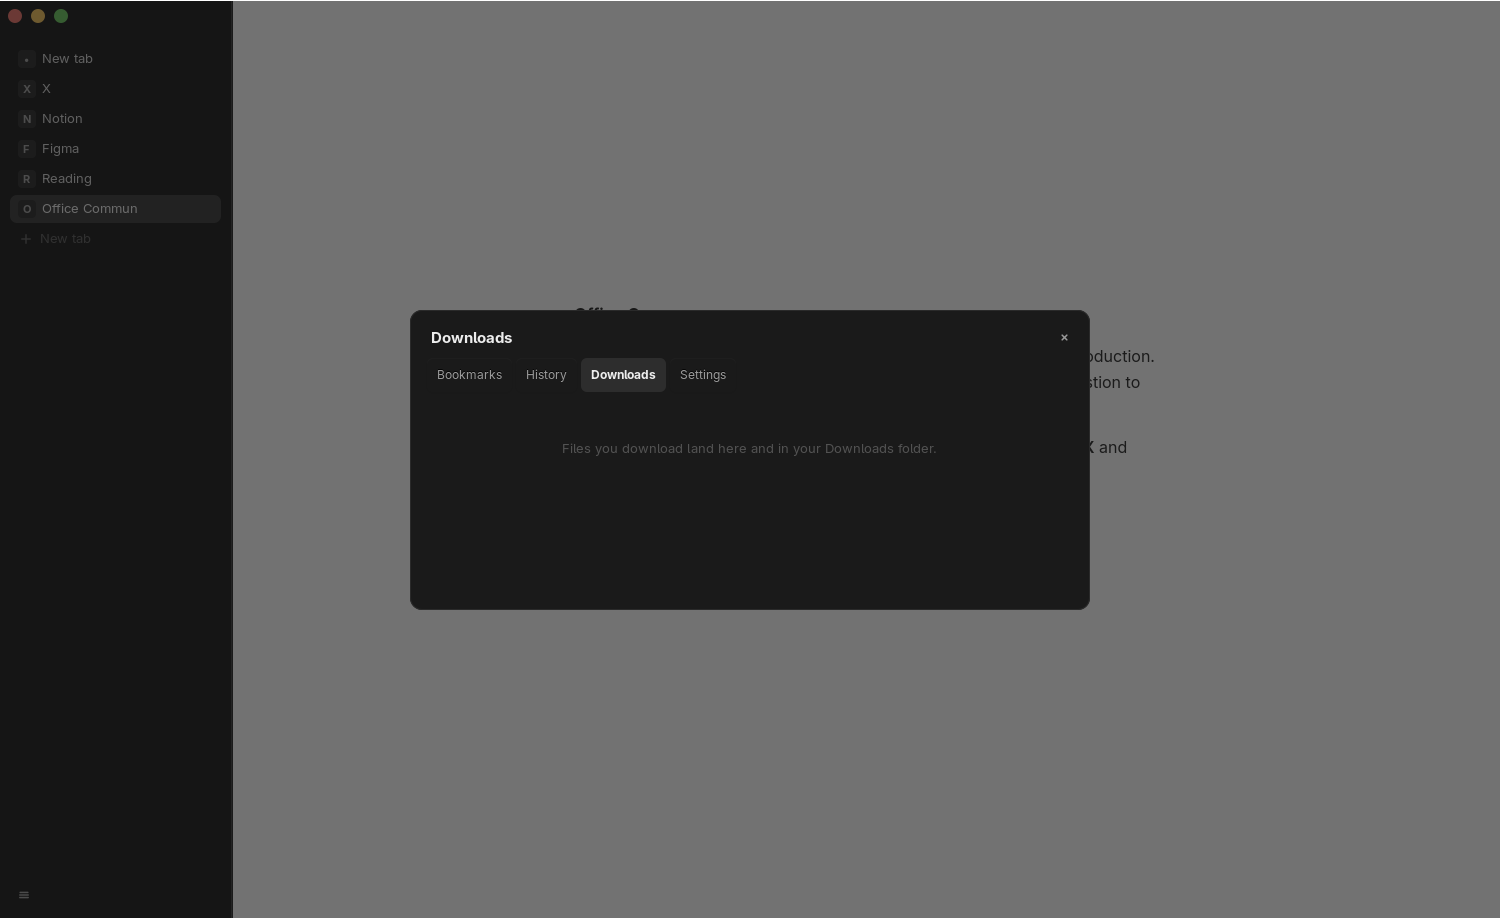 New tab
X X
N Notion
F Figma
R Reading
O Office Commun
+ New tab
Downloads ×
Bookmarks History Downloads Settings
Files you download land here and in your Downloads folder.
stion to
and